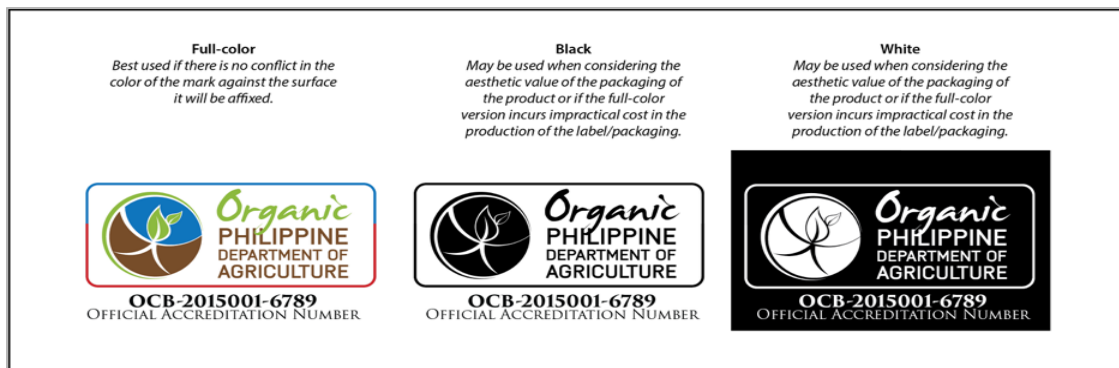 Full-color
Best used if there is no conflict in the
color of the mark against the surface
it will be affixed.
Black
May be used when considering the
aesthetic value of the packaging of
the product or if the full-color
version incurs impractical cost in the
production of the label/packaging.
White
May be used when considering the
aesthetic value of the packaging of
the product or if the full-color
version incurs impractical cost in the
production of the label/packaging.
Organic
PHILIPPINE
DEPARTMENT OF
AGRICULTURE
OCB-2015001-6789
OFFICIAL ACCREDITATION NUMBER
Organic
PHILIPPINE
DEPARTMENT OF
AGRICULTURE
OCB-2015001-6789
OFFICIAL ACCREDITATION NUMBER
Organic
PHILIPPINE
DEPARTMENT OF
AGRICULTURE
OCB-2015001-6789
OFFICIAL ACCREDITATION NUMBER